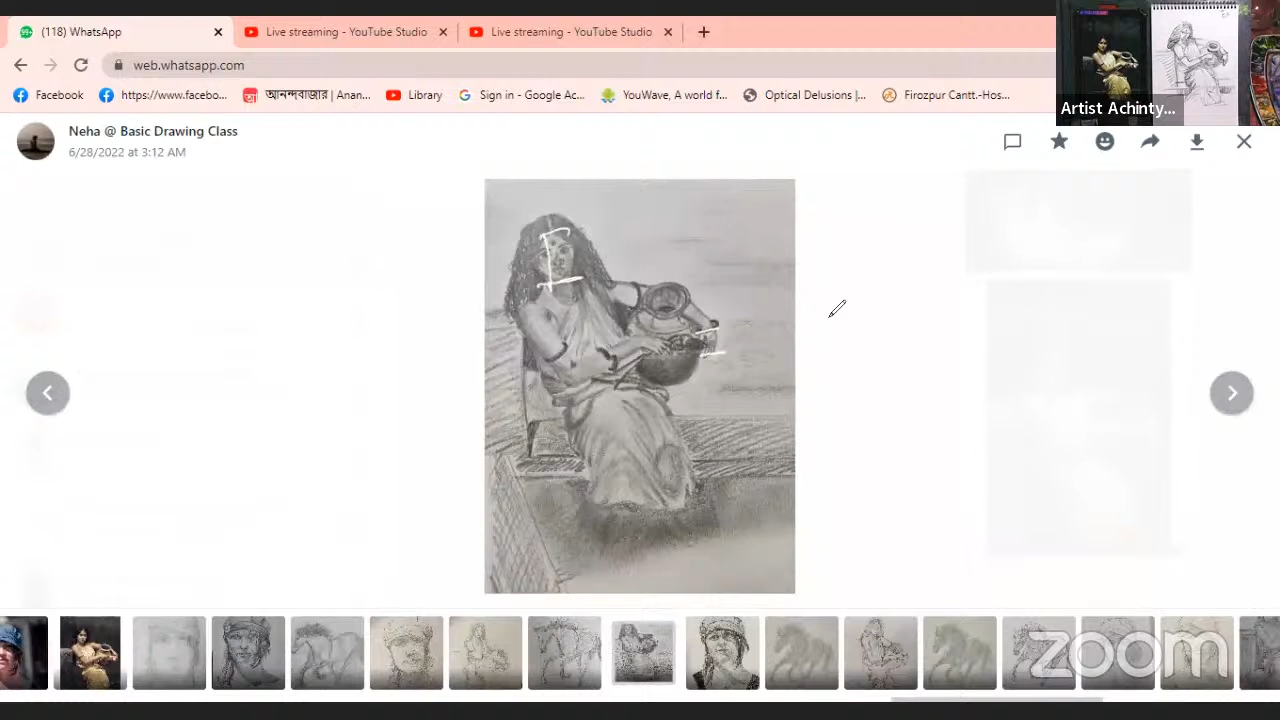 (118) WhatsApp
Live streaming - YouTube Studio
Live streaming - YouTube Studio
web.whatsapp.com
Facebook
https://www.facebo...
আনন্দবাজার | Anan...
Library
Sign in - Google Ac...
YouWave, A world f...
Optical Delusions |...
Firozpur Cantt.-Hos...
Artist Achinty...
Neha @ Basic Drawing Class
6/28/2022 at 3:12 AM
zoom